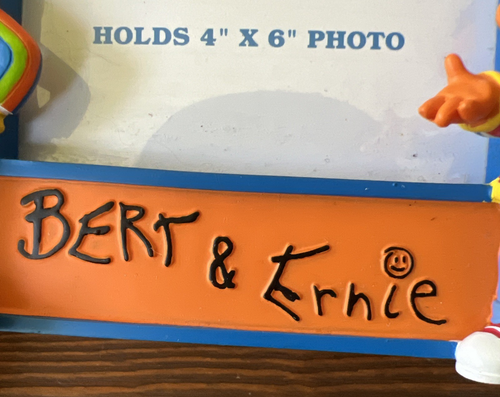 HOLDS 4" X 6" PHOTO
BERT & Ernie